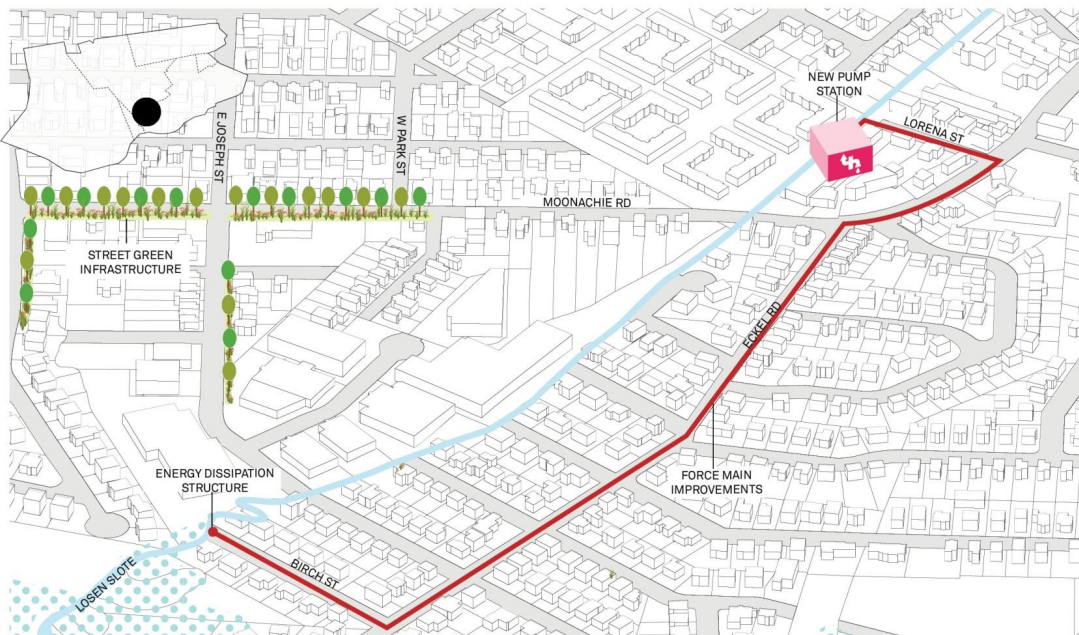 NEW PUMP
STATION
LORENA ST
E JOSEPH ST
W PARK ST
MOONACHIE RD
STREET GREEN
INFRASTRUCTURE
ECKEL RD
ENERGY DISSIPATION
STRUCTURE
FORCE MAIN
IMPROVEMENTS
BIRCH ST
LOSEN SLOTE